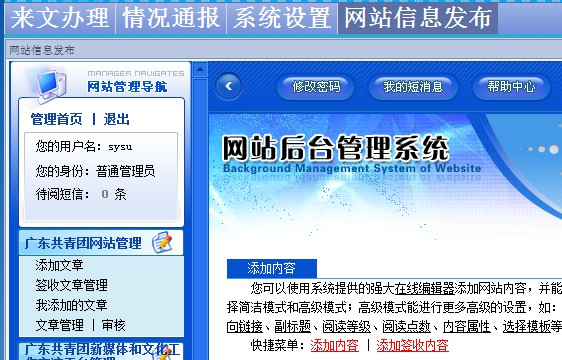 来文办理 情况通报 系统设置 网站信息发布
网站信息发布
MANAGER NAVIGATES
网站管理导航
管理首页 | 退出
您的用户名：sysu
您的身份：普通管理员
待阅短信： 0 条
广东共青团网站管理
添加文章
签收文章管理
我添加的文章
文章管理 | 审核
广东共青团新媒体和文化工
修改密码 我的短消息 帮助中心
网站后台管理系统
Background Management System of Website
添加内容
您可以使用系统提供的强大在线编辑器添加网站内容，并能
择简洁模式和高级模式；高级模式能进行更多高级的设置，如：
向链接、副标题、阅读等级、阅读点数、内容属性、选择模板等
快捷菜单：添加内容 | 添加签收内容